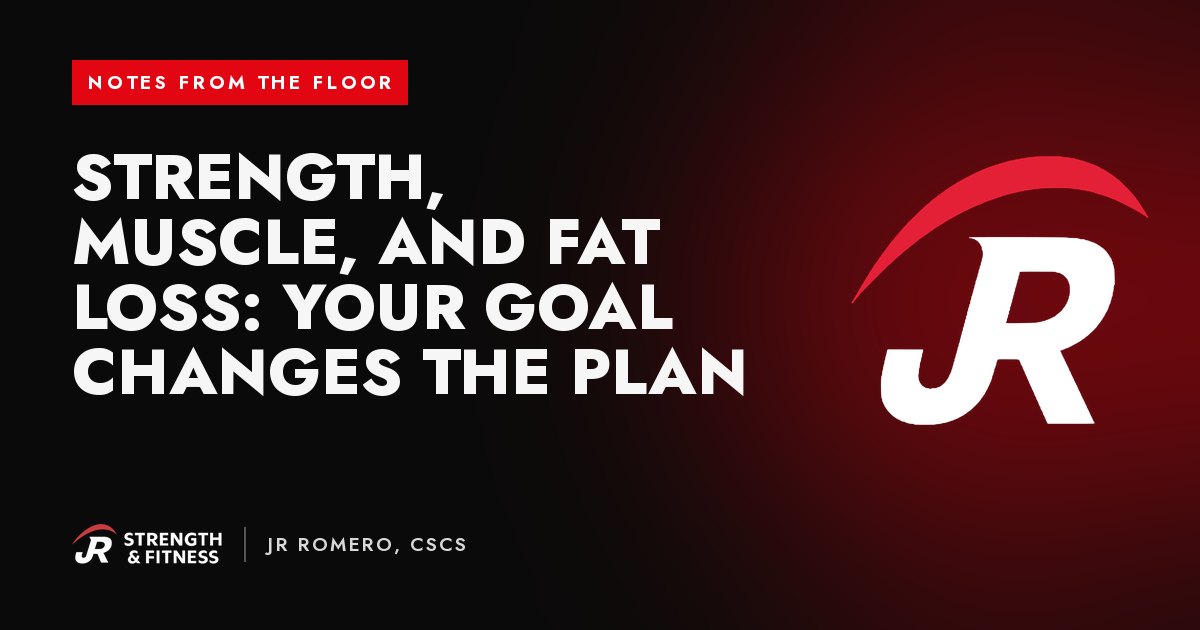 NOTES FROM THE FLOOR
STRENGTH,
MUSCLE, AND FAT
LOSS: YOUR GOAL
CHANGES THE PLAN
JR
JR STRENGTH
& FITNESS
JR ROMERO, CSCS